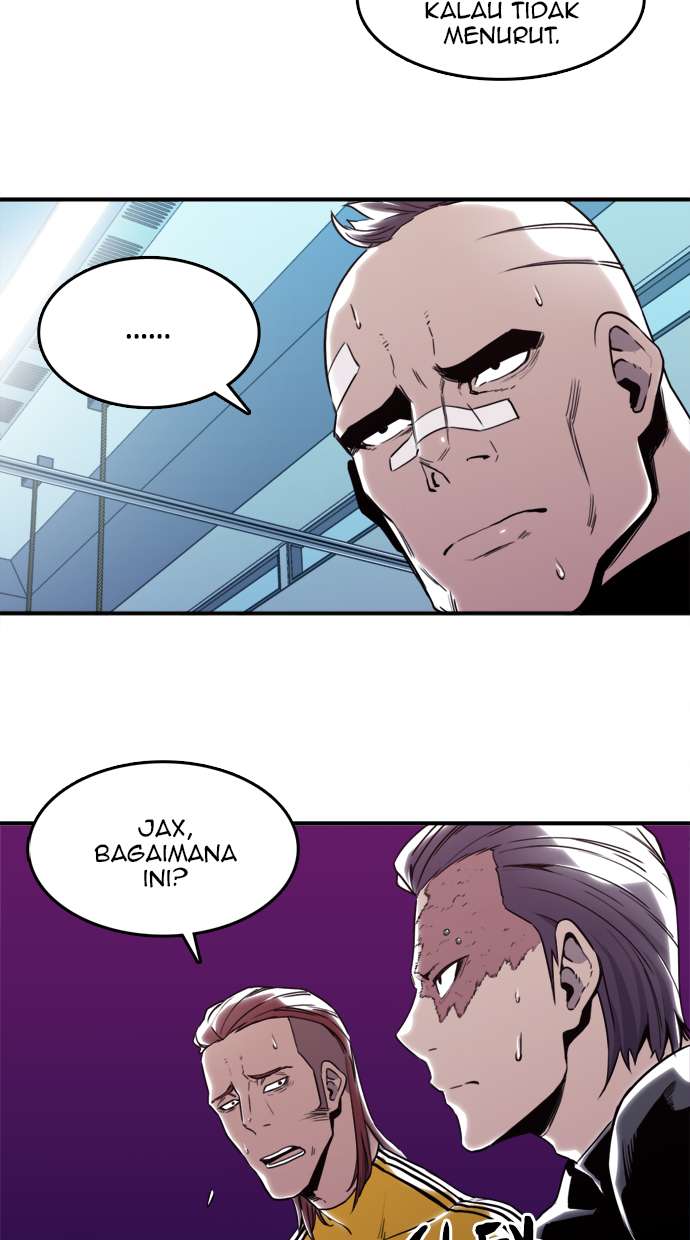 KALAU TIDAK
MENURUT.
......
JAX,
BAGAIMANA
INI?